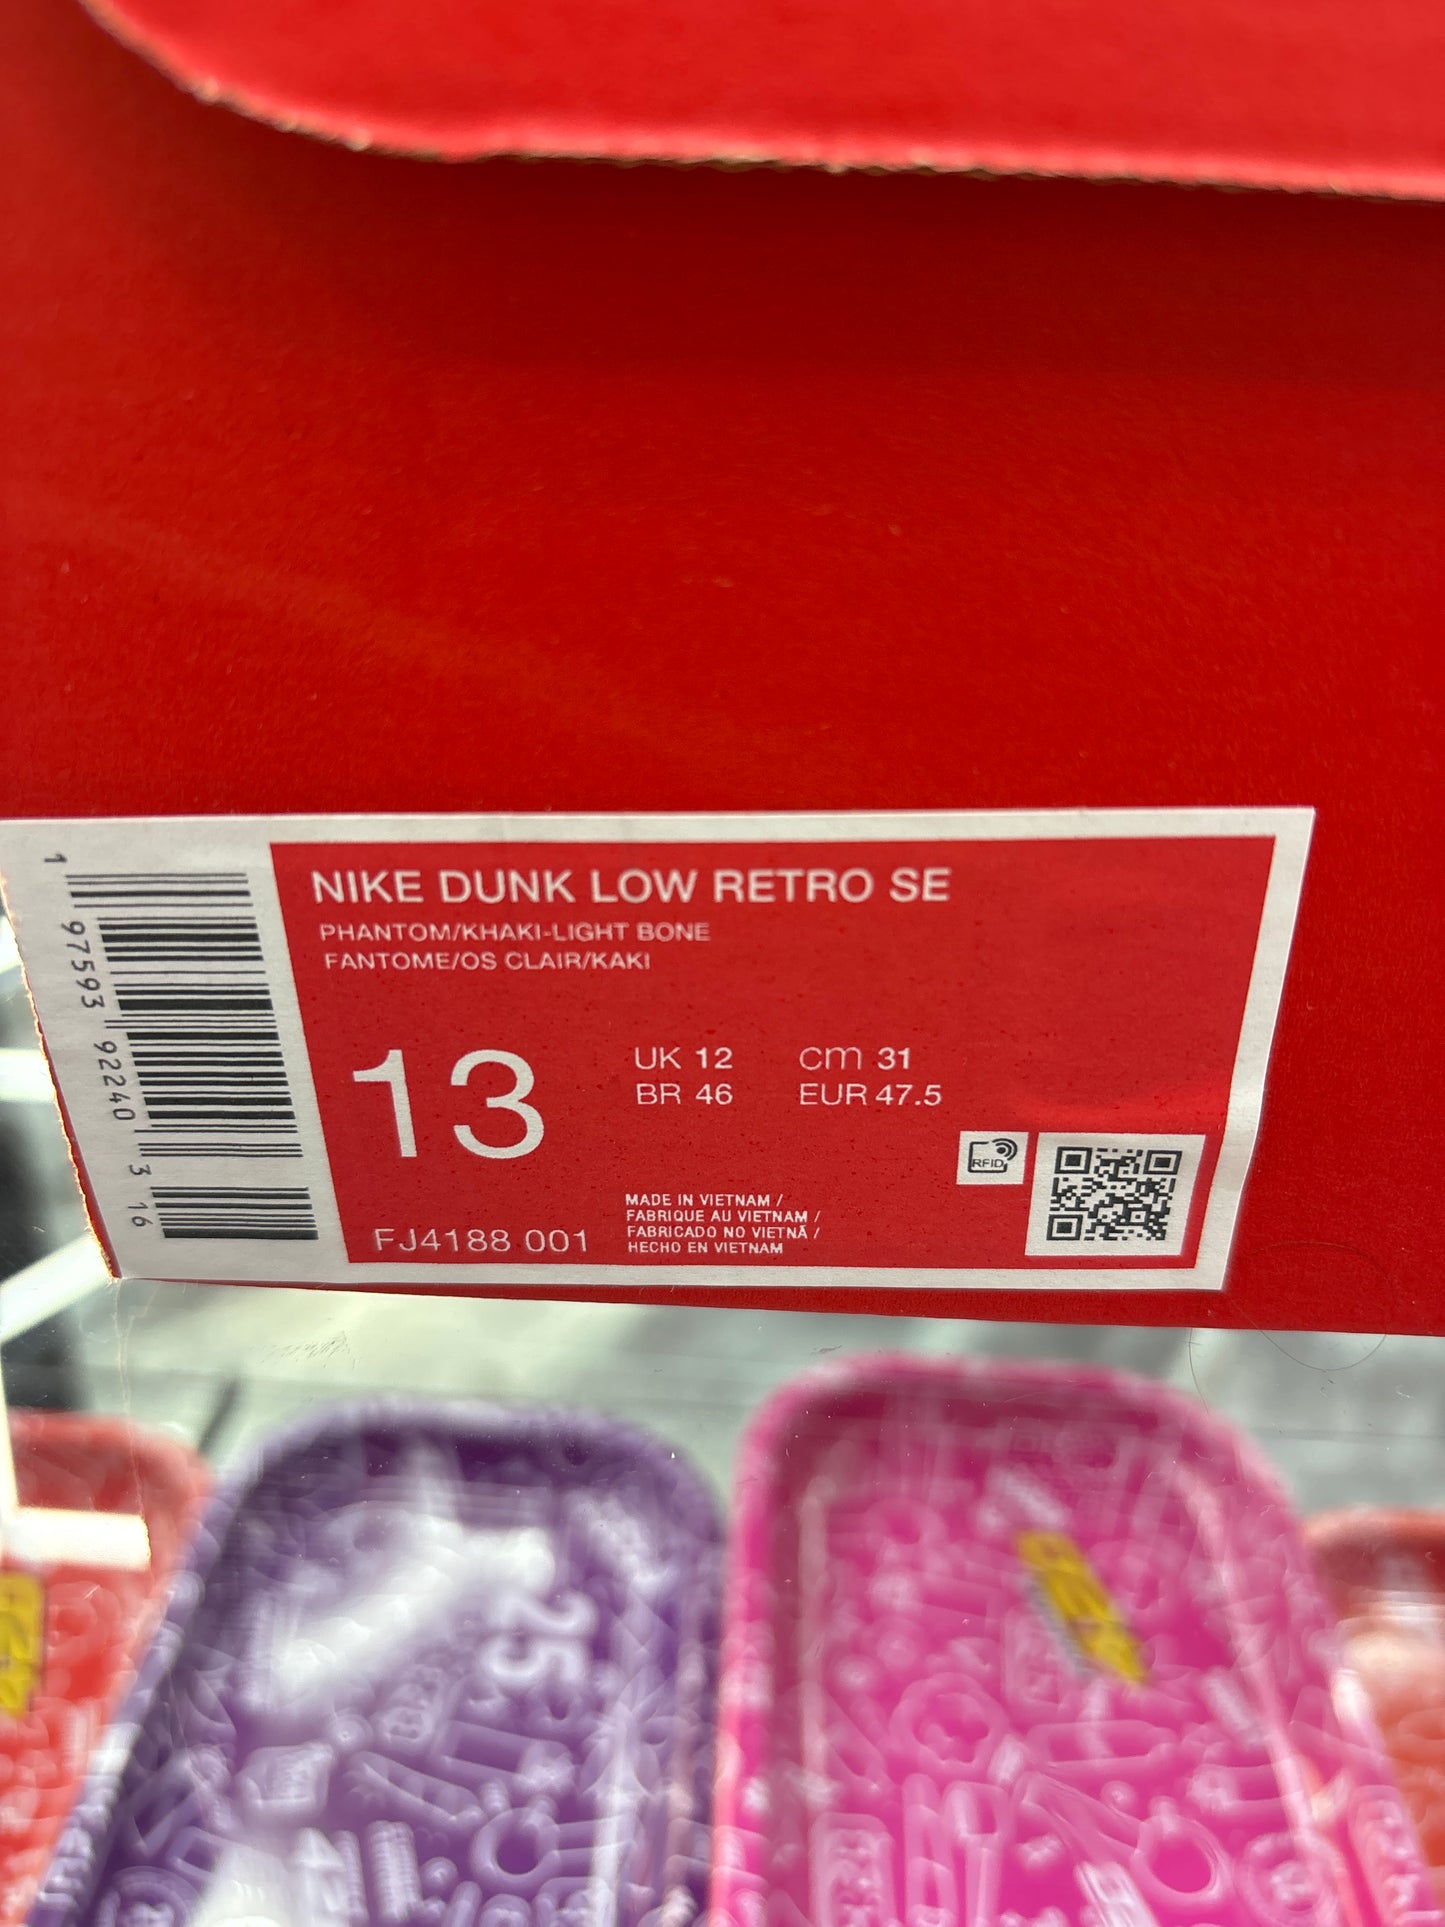 NIKE DUNK LOW RETRO SE
PHANTOM/KHAKI-LIGHT BONE
FANTOME/OS CLAIR/KAKI
13
UK 12
cm 31
BR 46
EUR 47.5
RFID
MADE IN VIETNAM /
FABRIQUE AU VIETNAM /
FABRICADO NO VIETNÃ /
HECHO EN VIETNAM
FJ4188 001
1 97593 92240 3 16
25